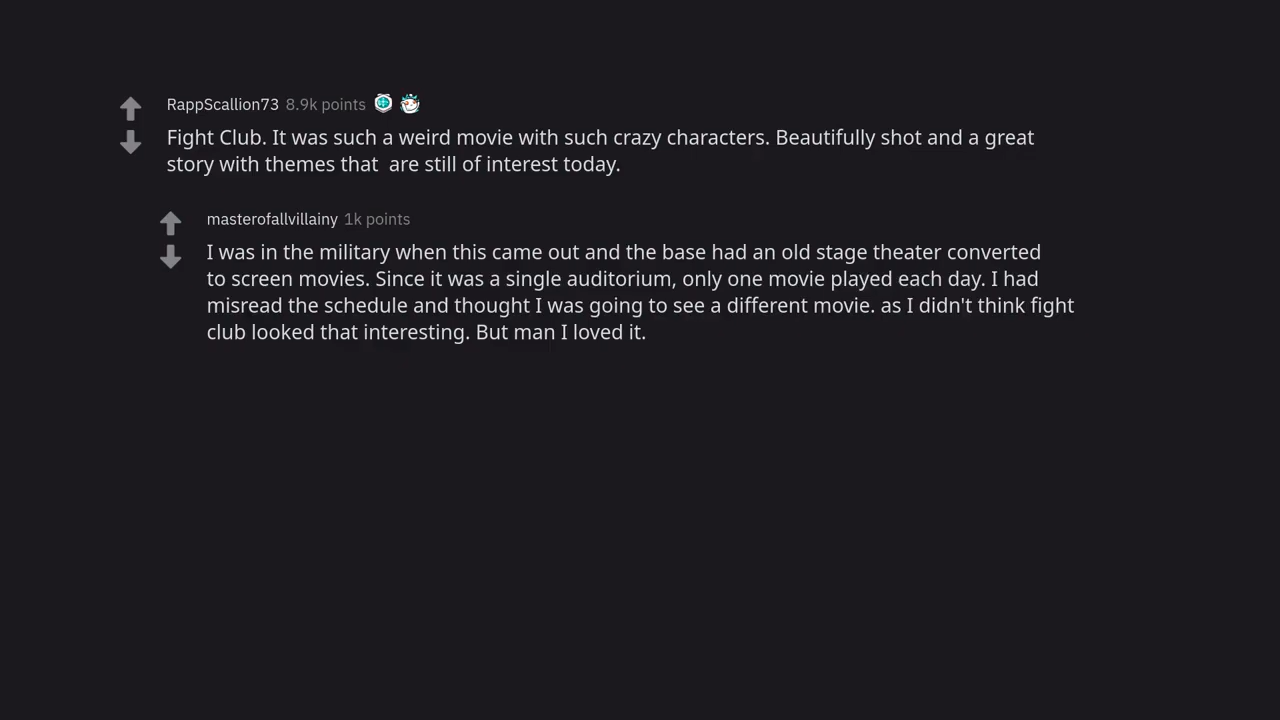 RappScallion73 8.9k points
Fight Club. It was such a weird movie with such crazy characters. Beautifully shot and a great
story with themes that  are still of interest today.
masterofallvillainy 1k points
I was in the military when this came out and the base had an old stage theater converted
to screen movies. Since it was a single auditorium, only one movie played each day. I had
misread the schedule and thought I was going to see a different movie. as I didn't think fight
club looked that interesting. But man I loved it.